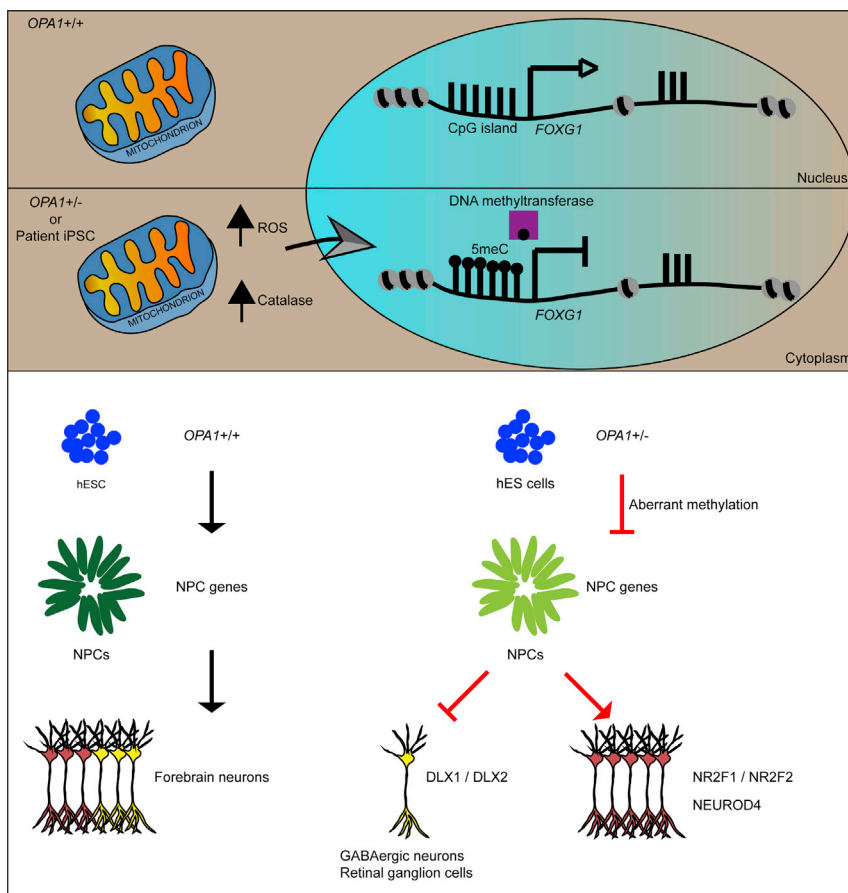 OPA1+/+
MITOCHONDRION
CpG island
FOXG1
Nucleus
OPA1+/-
or
Patient iPSC
MITOCHONDRION
ROS
Catalase
DNA methyltransferase
5meC
FOXG1
Cytoplasm
hESC
OPA1+/+
NPC genes
NPCs
Forebrain neurons
hES cells
OPA1+/-
Aberrant methylation
NPC genes
NPCs
DLX1 / DLX2
GABAergic neurons
Retinal ganglion cells
NR2F1 / NR2F2
NEUROD4